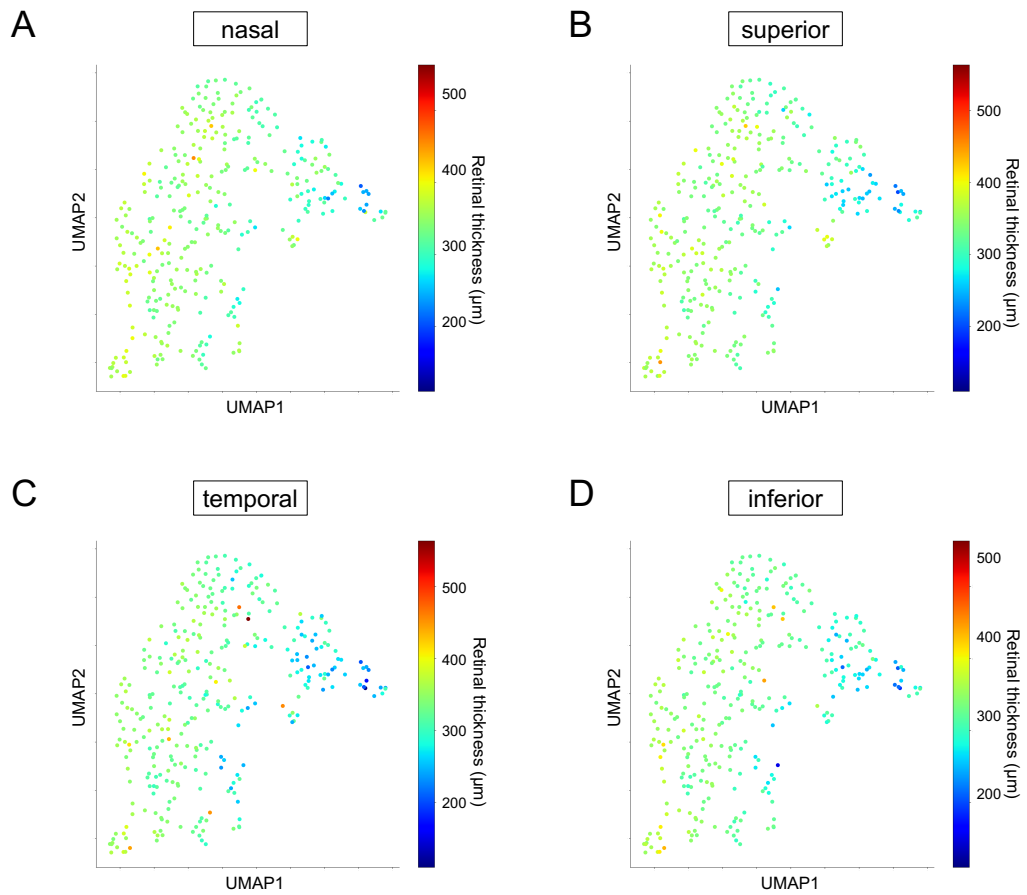 A
nasal
UMAP2
UMAP1
500
400
300
200
Retinal thickness (µm)
B
superior
UMAP2
UMAP1
500
400
300
200
Retinal thickness (µm)
C
temporal
UMAP2
UMAP1
500
400
300
200
Retinal thickness (µm)
D
inferior
UMAP2
UMAP1
500
400
300
200
Retinal thickness (µm)